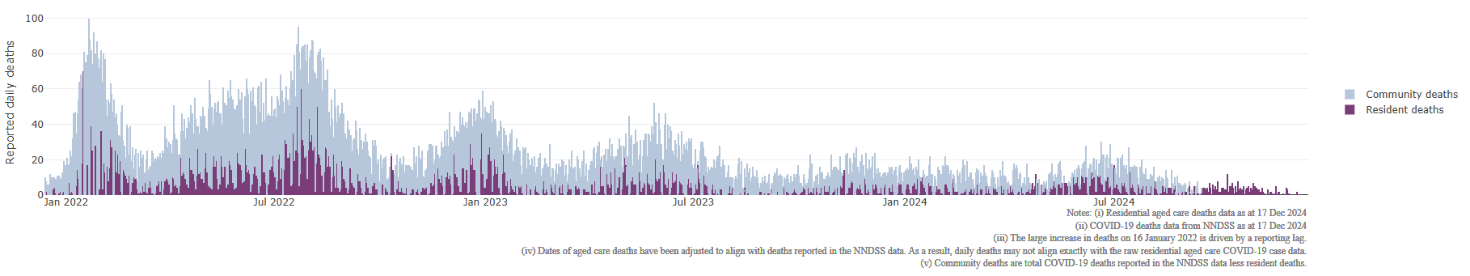 100
80
60
40
20
0
Reported daily deaths
Jan 2022 Jul 2022 Jan 2023 Jul 2023 Jan 2024 Jul 2024
Community deaths
Resident deaths
Notes: (i) Residential aged care deaths data as at 17 Dec 2024
(ii) COVID-19 deaths data from NNDSS as at 17 Dec 2024
(iii) The large increase in deaths on 16 January 2022 is driven by a reporting lag.
(iv) Dates of aged care deaths have been adjusted to align with deaths reported in the NNDSS data. As a result, daily deaths may not align exactly with the raw residential aged care COVID-19 case data.
(v) Community deaths are total COVID-19 deaths reported in the NNDSS data less resident deaths.